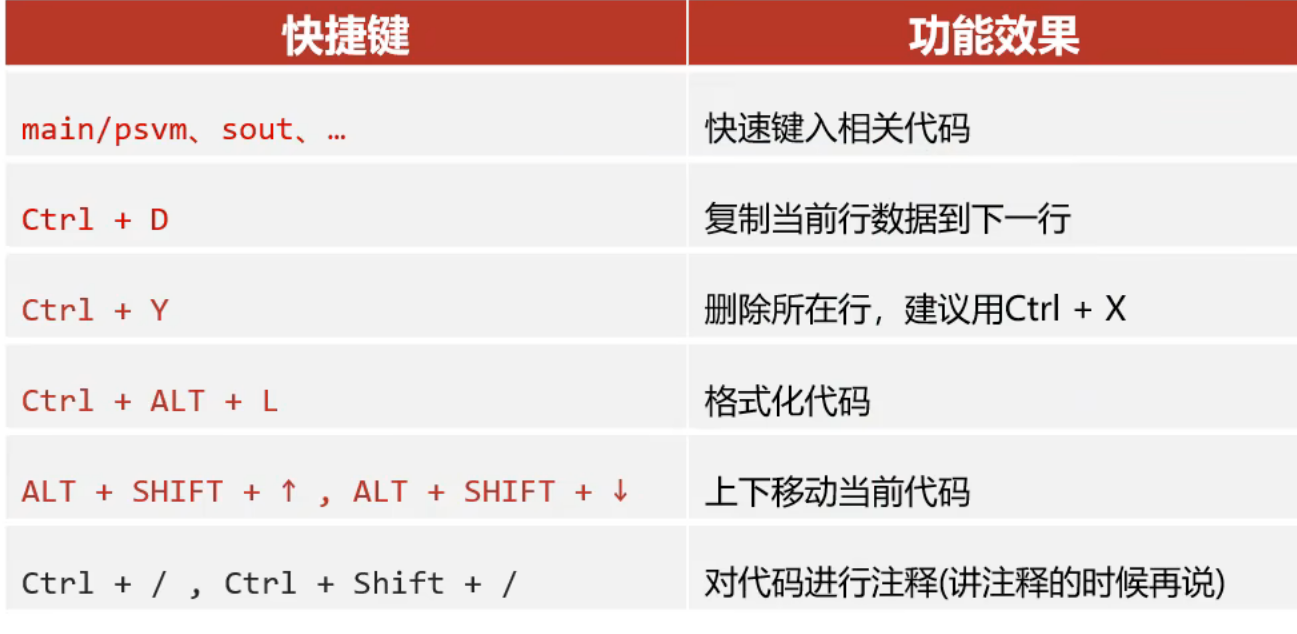 快捷键 功能效果
main/psvm、sout、… 快速键入相关代码
Ctrl + D 复制当前行数据到下一行
Ctrl + Y 删除所在行，建议用Ctrl + X
Ctrl + ALT + L 格式化代码
ALT + SHIFT + ↑ , ALT + SHIFT + ↓ 上下移动当前代码
Ctrl + / , Ctrl + Shift + / 对代码进行注释(讲注释的时候再说)